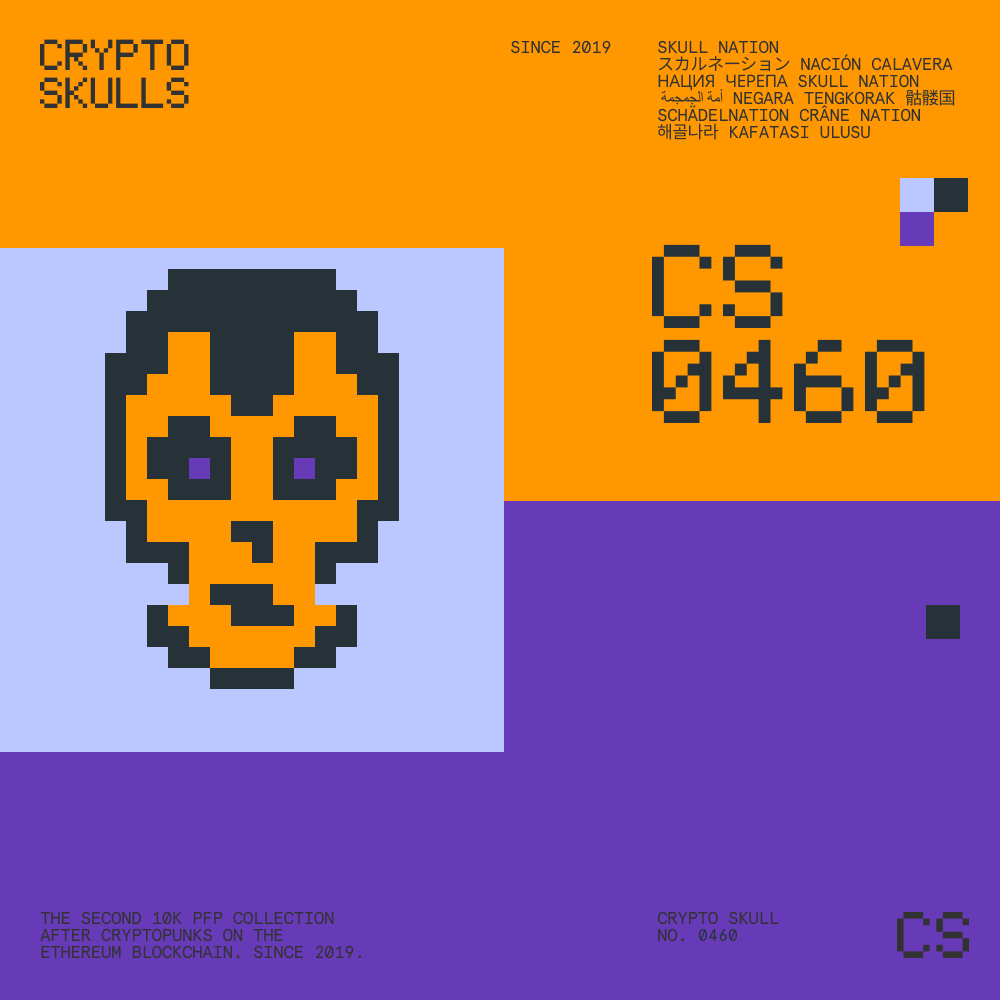 CRYPTO
SKULLS
SINCE 2019
SKULL NATION
スカルネーション NACIÓN CALAVERA
НАЦИЯ ЧЕРЕПА SKULL NATION
أمة الجمجمة NEGARA TENGKORAK 骷髅国
SCHÄDELNATION CRÂNE NATION
해골나라 KAFATASI ULUSU
CS
0460
THE SECOND 10K PFP COLLECTION
AFTER CRYPTOPUNKS ON THE
ETHEREUM BLOCKCHAIN. SINCE 2019.
CRYPTO SKULL
NO. 0460
CS